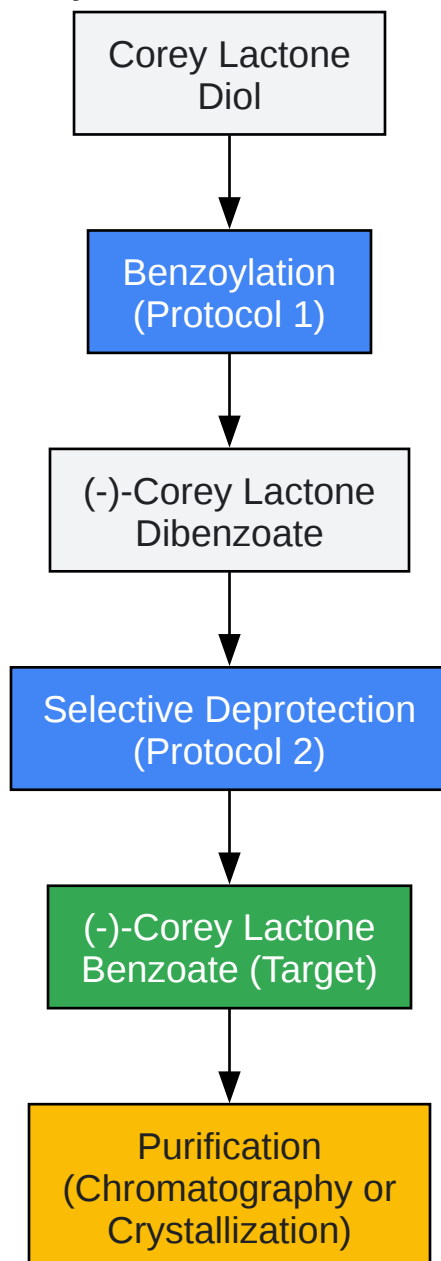 Corey Lactone
Diol
Benzoylation
(Protocol 1)
(-)-Corey Lactone
Dibenzoate
Selective Deprotection
(Protocol 2)
(-)-Corey Lactone
Benzoate (Target)
Purification
(Chromatography or
Crystallization)